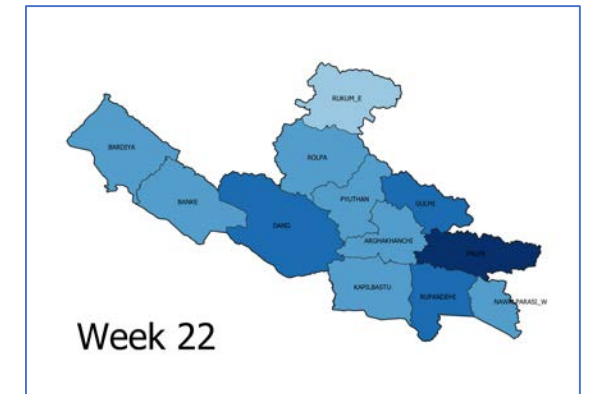 RUKUM_E
BARDIYA
ROLPA
BANKE
PYUTHAN
GULMI
DANG
ARGHAKHANCHI
PALPA
KAPILBASTU
RUPANDEHI
NAWALPARASI_W
Week 22